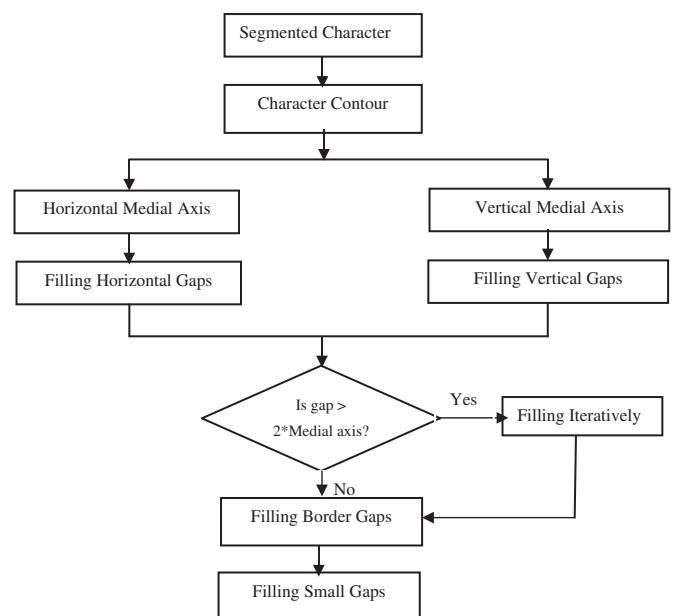 Segmented Character
Character Contour
Horizontal Medial Axis
Vertical Medial Axis
Filling Horizontal Gaps
Filling Vertical Gaps
Is gap >
2*Medial axis?
Yes
Filling Iteratively
No
Filling Border Gaps
Filling Small Gaps